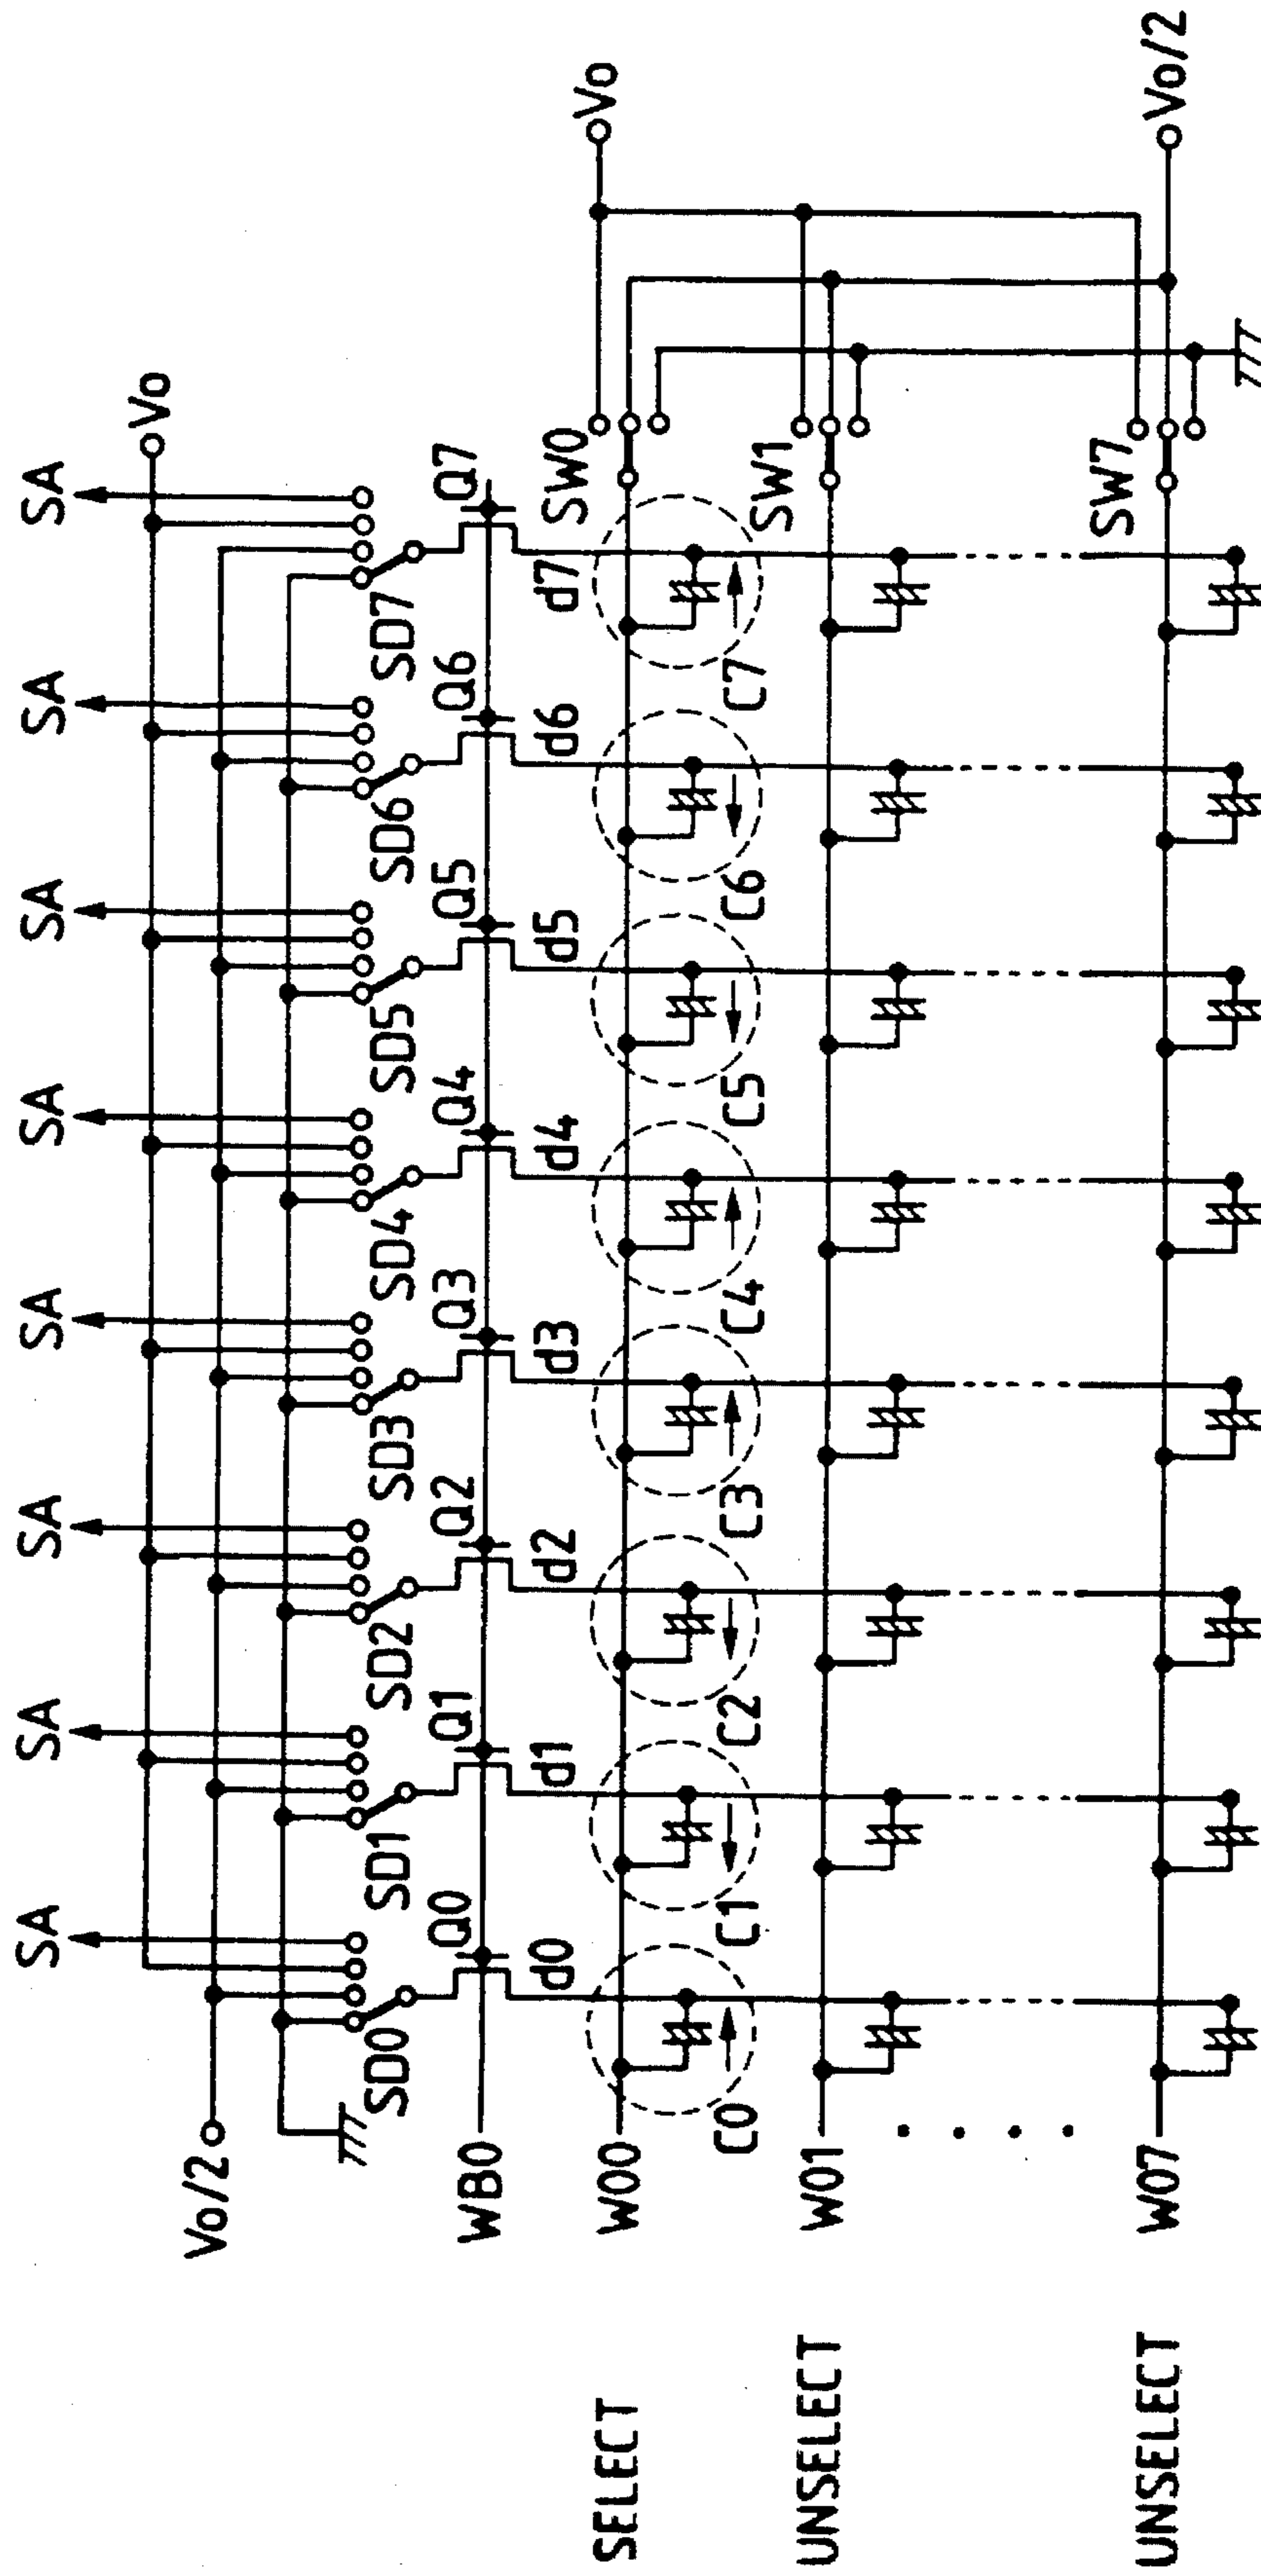 SA SA SA SA SA SA SA SA
Vo
Vo/2
SD0 SD1 SD2 SD3 SD4 SD5 SD6 SD7
Q0 Q1 Q2 Q3 Q4 Q5 Q6 Q7
WB0
d0 d1 d2 d3 d4 d5 d6 d7
SW0 Vo
SELECT W00
C0 C1 C2 C3 C4 C5 C6 C7
SW1
UNSELECT W01
SW7
UNSELECT W07 Vo/2